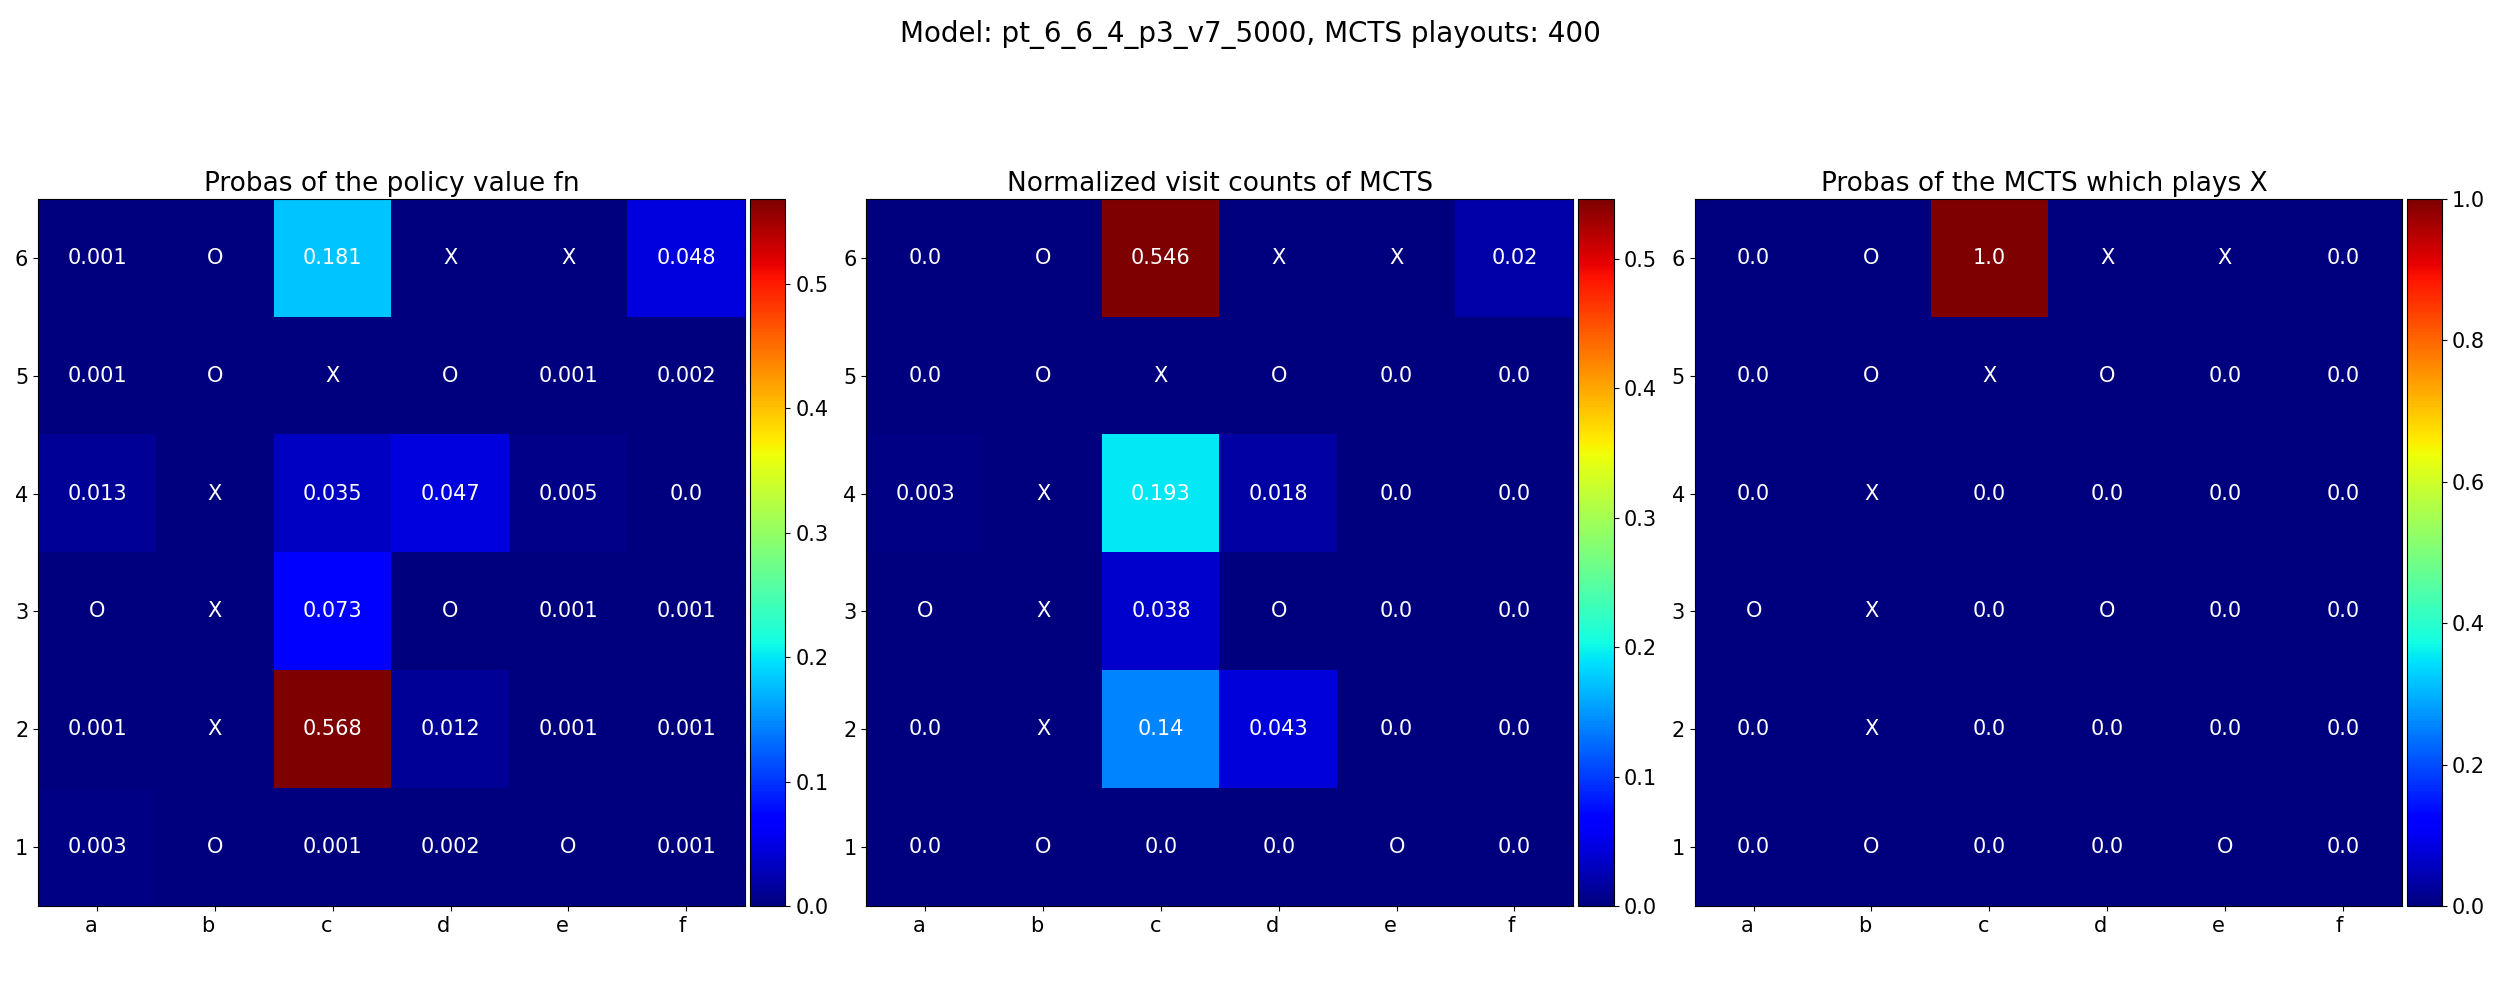 Model: pt_6_6_4_p3_v7_5000, MCTS playouts: 400
Probas of the policy value fn
6 0.001 O 0.181 X X 0.048
5 0.001 O X O 0.001 0.002
4 0.013 X 0.035 0.047 0.005 0.0
3 O X 0.073 O 0.001 0.001
2 0.001 X 0.568 0.012 0.001 0.001
1 0.003 O 0.001 0.002 O 0.001
a b c d e f
0.5
0.4
0.3
0.2
0.1
0.0
Normalized visit counts of MCTS
6 0.0 O 0.546 X X 0.02
5 0.0 O X O 0.0 0.0
4 0.003 X 0.193 0.018 0.0 0.0
3 O X 0.038 O 0.0 0.0
2 0.0 X 0.14 0.043 0.0 0.0
1 0.0 O 0.0 0.0 O 0.0
a b c d e f
0.5
0.4
0.3
0.2
0.1
0.0
Probas of the MCTS which plays X
6 0.0 O 1.0 X X 0.0
5 0.0 O X O 0.0 0.0
4 0.0 X 0.0 0.0 0.0 0.0
3 O X 0.0 O 0.0 0.0
2 0.0 X 0.0 0.0 0.0 0.0
1 0.0 O 0.0 0.0 O 0.0
a b c d e f
1.0
0.8
0.6
0.4
0.2
0.0